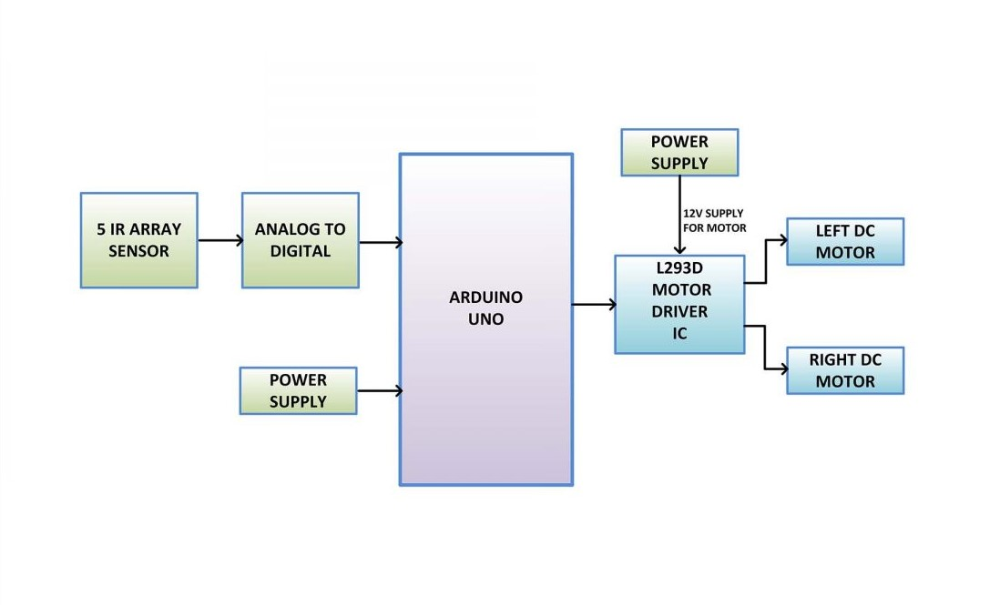 POWER
SUPPLY
5 IR ARRAY
SENSOR
ANALOG TO
DIGITAL
12V SUPPLY
FOR MOTOR
LEFT DC
MOTOR
L293D
MOTOR
DRIVER
IC
ARDUINO
UNO
RIGHT DC
MOTOR
POWER
SUPPLY